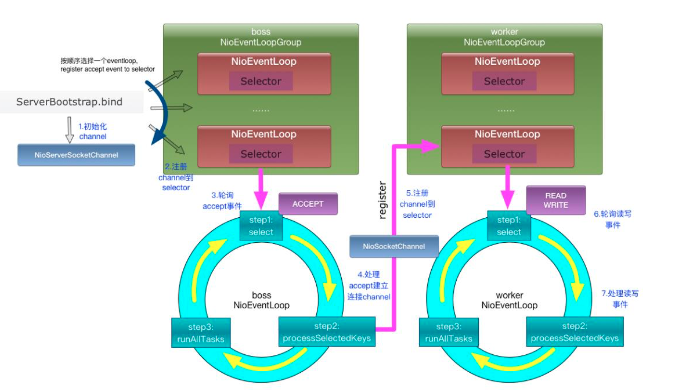 boss
NioEventLoopGroup
worker
NioEventLoopGroup
按顺序选择一个eventloop,
register accept event to selector
NioEventLoop
Selector
NioEventLoop
Selector
ServerBootstrap.bind
......
......
1.初始化
channel
NioEventLoop
Selector
NioEventLoop
Selector
NioServerSocketChannel
2.注册
channel到
selector
3.轮询
accept事件
ACCEPT
register
5.注册
channel到
selector
READ
WRITE
6.轮询读写
事件
step1:
select
step1:
select
NioSocketChannel
4.处理
accept建立
连接channel
boss
NioEventLoop
worker
NioEventLoop
7.处理读写
事件
step3:
runAllTasks
step2:
processSelectedKeys
step3:
runAllTasks
step2:
processSelectedKeys